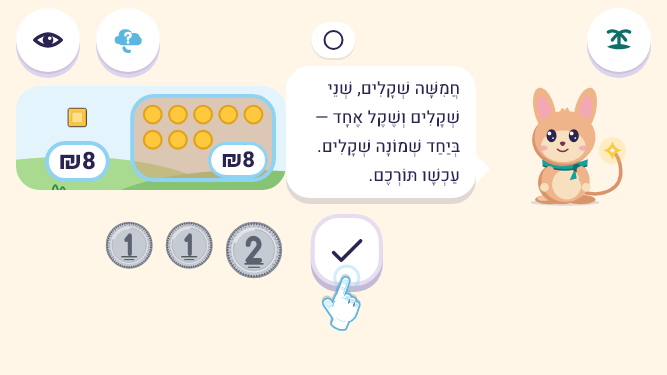 ?
חֲמִשָּׁה שְׁקָלִים, שְׁנֵי
שְׁקָלִים וְשֶׁקֶל אֶחָד –
בְּיַחַד שְׁמוֹנָה שְׁקָלִים.
עַכְשָׁו תּוֹרְכֶם.
₪8
₪8
1
1
2